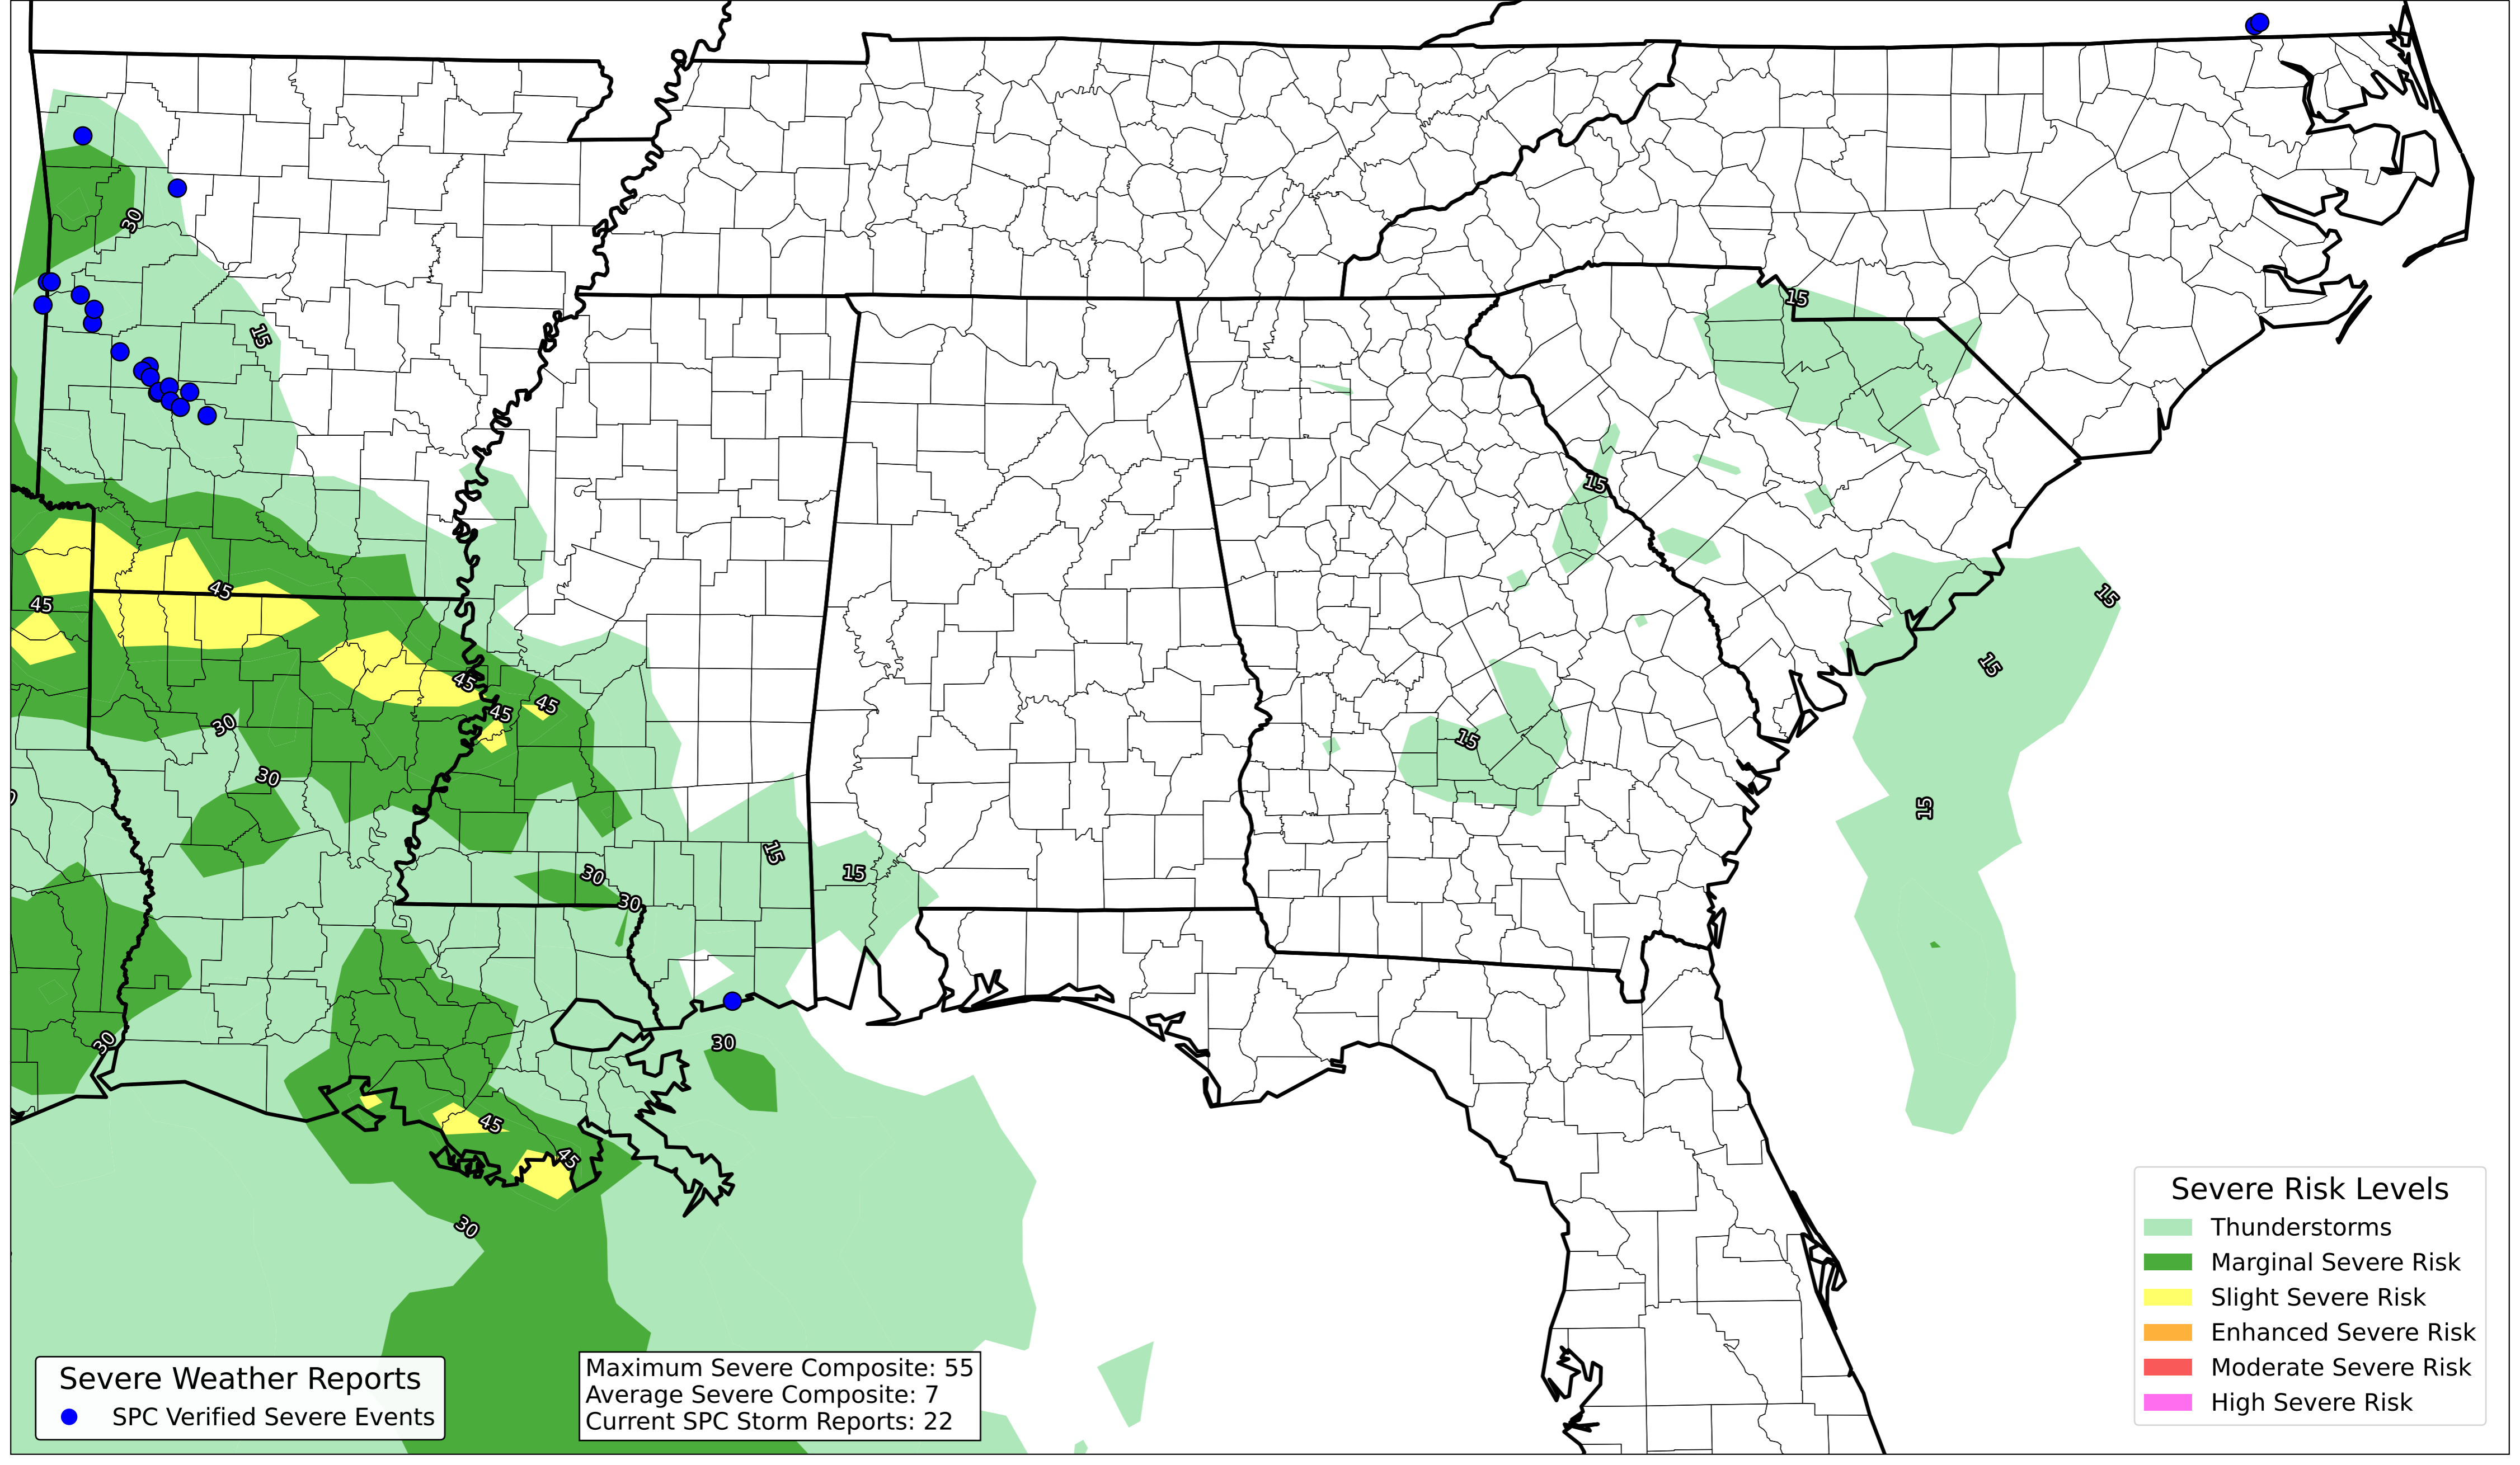 30
15
15
15
45
45
15
15
45
45
45
15
30
15
30
15
15
15
30
30
30
30
45
45
30
Severe Risk Levels
Thunderstorms
Marginal Severe Risk
Slight Severe Risk
Enhanced Severe Risk
Moderate Severe Risk
High Severe Risk
Severe Weather Reports
SPC Verified Severe Events
Maximum Severe Composite: 55
Average Severe Composite: 7
Current SPC Storm Reports: 22